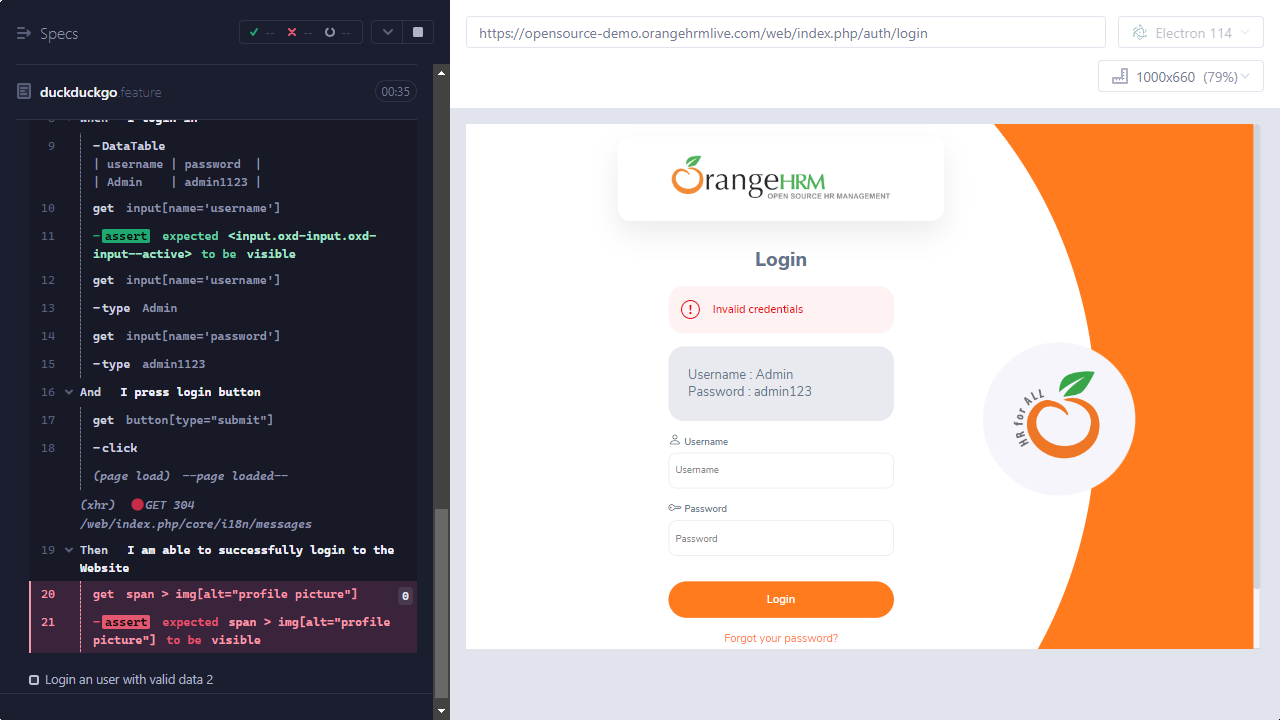 Specs
-- -- --
duckduckgo.feature
00:35
8 When I login in
9 -DataTable
| username | password |
| Admin | admin1123 |
10 get input[name='username']
11 -assert expected <input.oxd-input.oxd-
input--active> to be visible
12 get input[name='username']
13 -type Admin
14 get input[name='password']
15 -type admin1123
16 And I press login button
17 get button[type="submit"]
18 -click
(page load) --page loaded--
(xhr) GET 304
/web/index.php/core/i18n/messages
19 Then I am able to successfully login to the
Website
20 get span > img[alt="profile picture"] 0
21 -assert expected span > img[alt="profile
picture"] to be visible
Login an user with valid data 2
https://opensource-demo.orangehrmlive.com/web/index.php/auth/login
Electron 114
1000x660 (79%)
OrangeHRM
OPEN SOURCE HR MANAGEMENT
Login
Invalid credentials
Username : Admin
Password : admin123
Username
Username
Password
Password
Login
Forgot your password?
HR for ALL